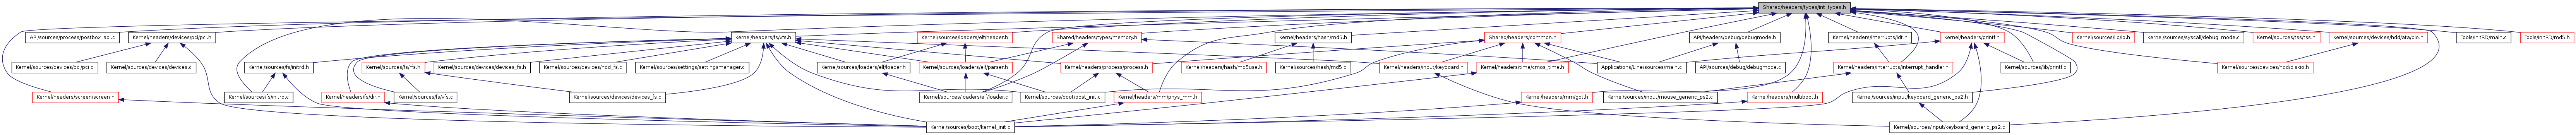 Shared/headers/types/int_types.h
API/sources/process/postbox_api.c
Kernel/headers/devices/pci/pci.h
Kernel/headers/fs/vfs.h
Kernel/sources/loaders/elf/header.h
Shared/headers/types/memory.h
Kernel/headers/hash/md5.h
Shared/headers/common.h
API/headers/debug/debugmode.h
Kernel/headers/interrupts/idt.h
Kernel/headers/printf.h
Kernel/sources/lib/io.h
Kernel/sources/syscall/debug_mode.c
Kernel/sources/tss/tss.h
Kernel/sources/devices/hdd/ata/pio.h
Tools/InitRD/main.c
Tools/InitRD/md5.h
Kernel/sources/devices/pci/pci.c
Kernel/sources/devices/devices.c
Kernel/sources/fs/initrd.h
Kernel/sources/fs/rfs.h
Kernel/sources/devices/devices_fs.h
Kernel/sources/devices/hdd_fs.c
Kernel/sources/settings/settingsmanager.c
Kernel/sources/loaders/elf/loader.h
Kernel/sources/loaders/elf/parser.h
Kernel/headers/process/process.h
Kernel/headers/hash/md5use.h
Kernel/sources/hash/md5.c
Kernel/headers/input/keyboard.h
Kernel/headers/time/cmos_time.h
Applications/Line/sources/main.c
API/sources/debug/debugmode.c
Kernel/headers/interrupts/interrupt_handler.h
Kernel/sources/lib/printf.c
Kernel/sources/devices/hdd/diskio.h
Kernel/headers/screen/screen.h
Kernel/sources/fs/initrd.c
Kernel/headers/fs/dir.h
Kernel/sources/fs/vfs.c
Kernel/sources/devices/devices_fs.c
Kernel/sources/loaders/elf/loader.c
Kernel/sources/boot/post_init.c
Kernel/headers/mm/phys_mm.h
Kernel/headers/mm/gdt.h
Kernel/sources/input/mouse_generic_ps2.c
Kernel/headers/multiboot.h
Kernel/sources/input/keyboard_generic_ps2.h
Kernel/sources/boot/kernel_init.c
Kernel/sources/input/keyboard_generic_ps2.c